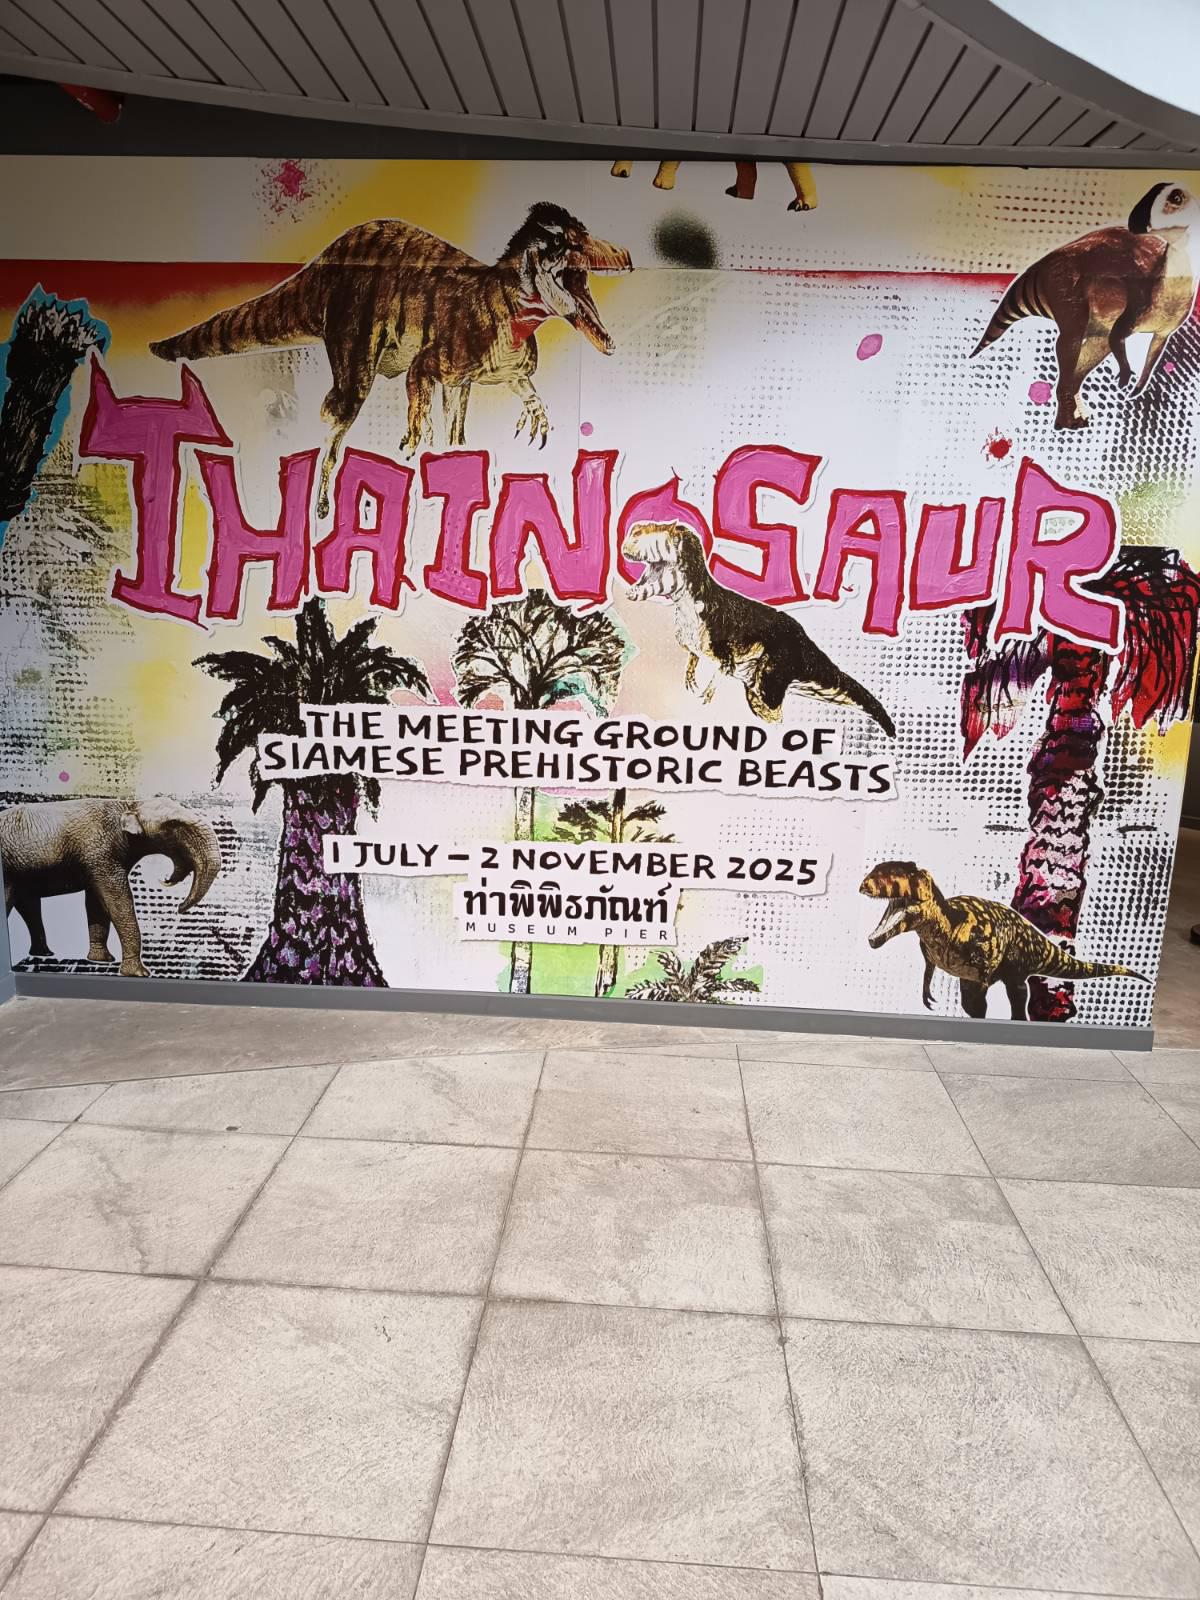 THAINOSAUR
THE MEETING GROUND OF
SIAMESE PREHISTORIC BEASTS
1 JULY – 2 NOVEMBER 2025
ท่าพิพิธภัณฑ์
MUSEUM PIER